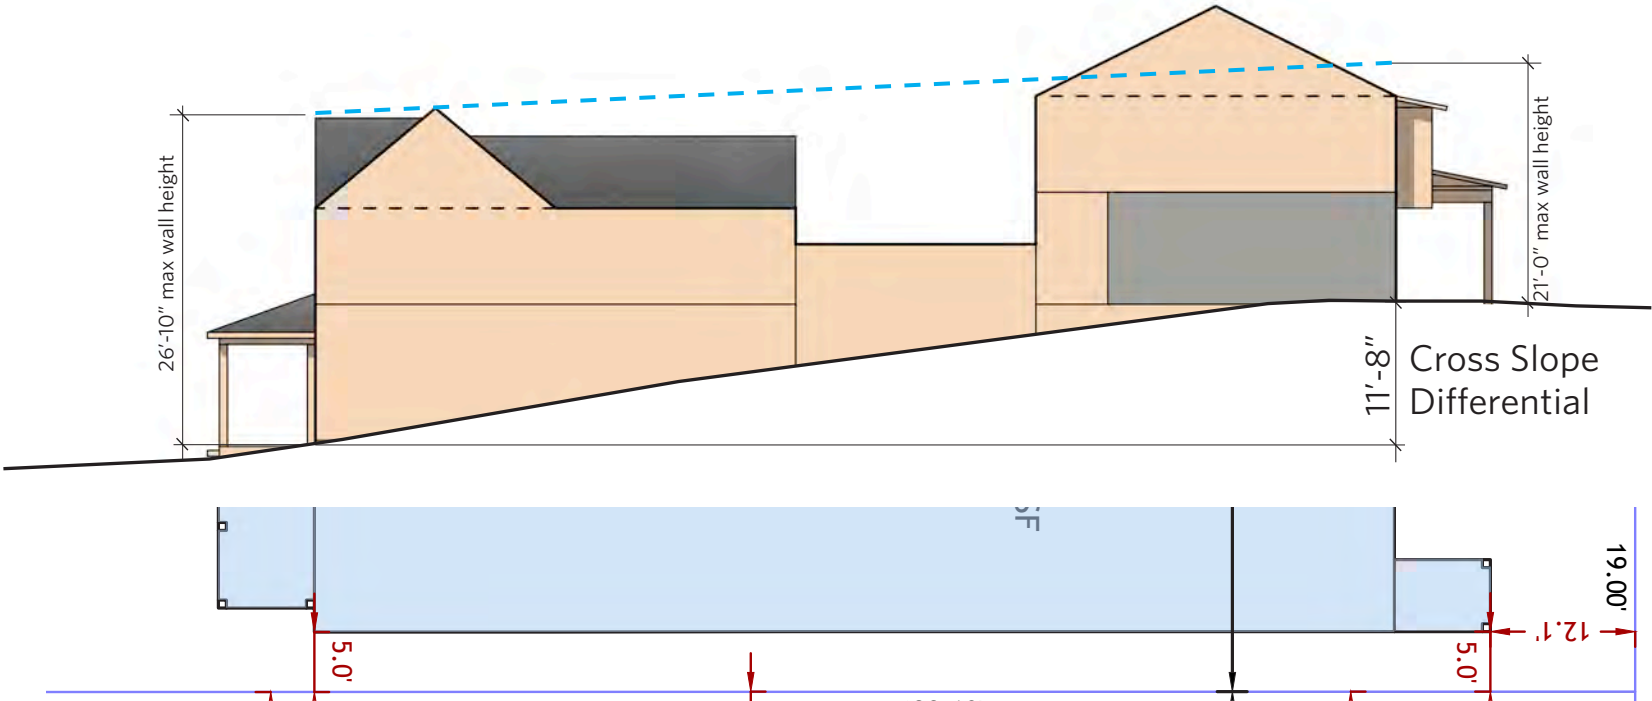 26'-10" max wall height
21'-0" max wall height
11'-8"
Cross Slope
Differential
SF
19.00'
12.1'
5.0'
5.0'